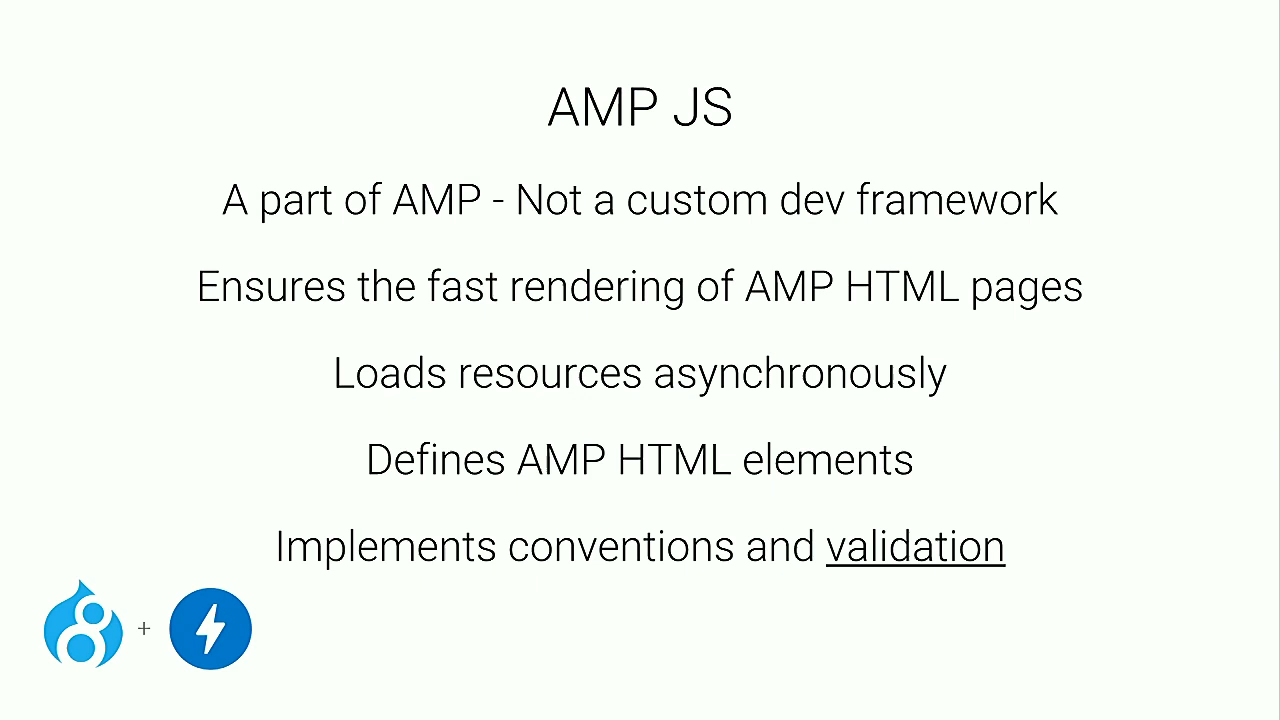 AMP JS
A part of AMP - Not a custom dev framework
Ensures the fast rendering of AMP HTML pages
Loads resources asynchronously
Defines AMP HTML elements
Implements conventions and validation
8 +